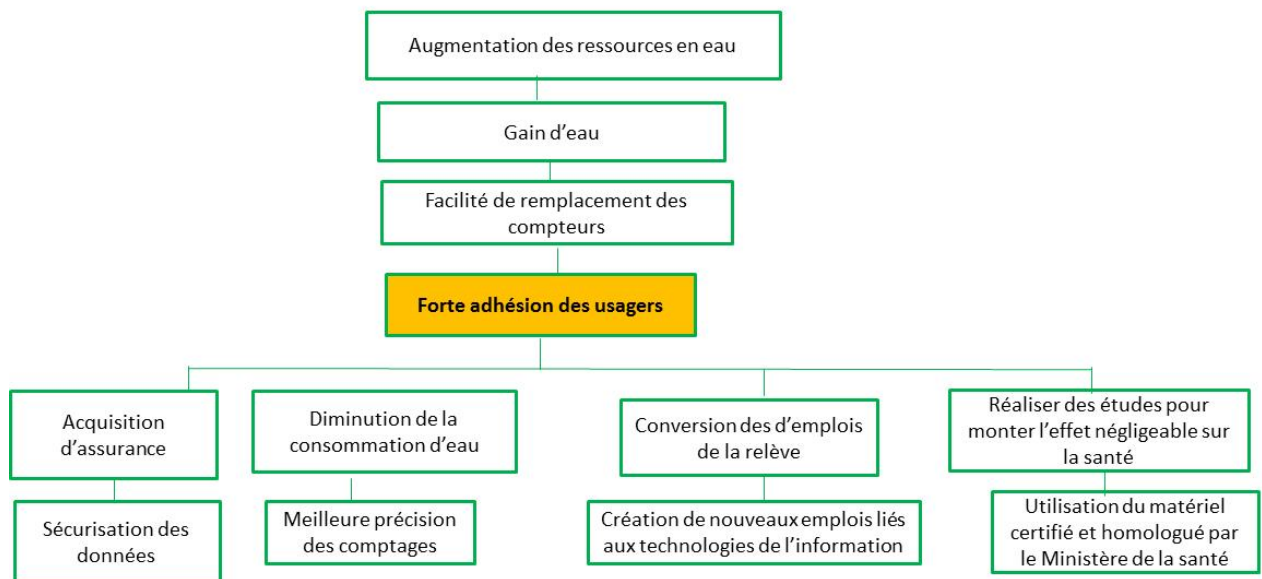 Augmentation des ressources en eau
Gain d'eau
Facilité de remplacement des
compteurs
Forte adhésion des usagers
Acquisition
d'assurance
Diminution de la
consommation d'eau
Conversion des d'emplois
de la relève
Réaliser des études pour
monter l'effet négligeable sur
la santé
Sécurisation des
données
Meilleure précision
des comptages
Création de nouveaux emplois liés
aux technologies de l'information
Utilisation du matériel
certifié et homologué par
le Ministère de la santé